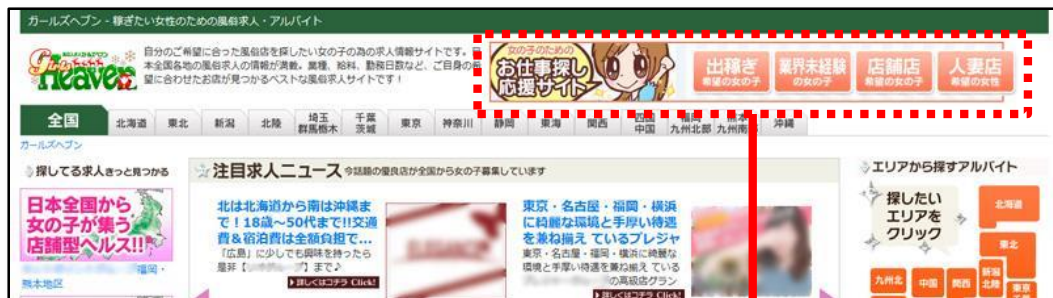 ガールズヘブン - 稼ぎたい女性のための風俗求人・アルバイト
Girls Heaven
自分のご希望に合った風俗店を探したい女の子の為の求人情報サイトです。
本全国各地の風俗求人の情報が満載。業種、給料、勤務日数など、ご自身の希
望に合わせたお店が見つかるベストな風俗求人サイトです！
女の子のための
お仕事探し
応援サイト
出稼ぎ
希望の女の子
業界未経験
の女の子
店舗店
希望の女の子
人妻店
希望の女性
全国
北海道
東北
新潟
北陸
埼玉
群馬栃木
千葉
茨城
東京
神奈川
静岡
東海
関西
四国
中国
福岡
九州北部
熊本
九州南
沖縄
ガールズヘブン
探してる求人きっと見つかる
日本全国から
女の子が集う
店舗型ヘルス!!
福岡・
熊本地区
注目求人ニュース 今話題の優良店が全国から女の子募集しています
北は北海道から南は沖縄ま
で！18歳～50代まで!!交通
費＆宿泊費は全額負担で...
「広島」に少しでも興味を持ったら
是非【 】まで♪
詳しくはコチラ Click!
東京・名古屋・福岡・横浜
に綺麗な環境と手厚い待遇
を兼ね揃え ているプレジャ
東京・名古屋・福岡・横浜に綺麗な
環境と手厚い待遇を兼ね揃え ている
の高級店グラン
詳しくはコチラ Click!
エリアから探すアルバイト
探したい
エリアを
クリック
北海道
東北
九州北
中国
関西
新潟
北陸
東京